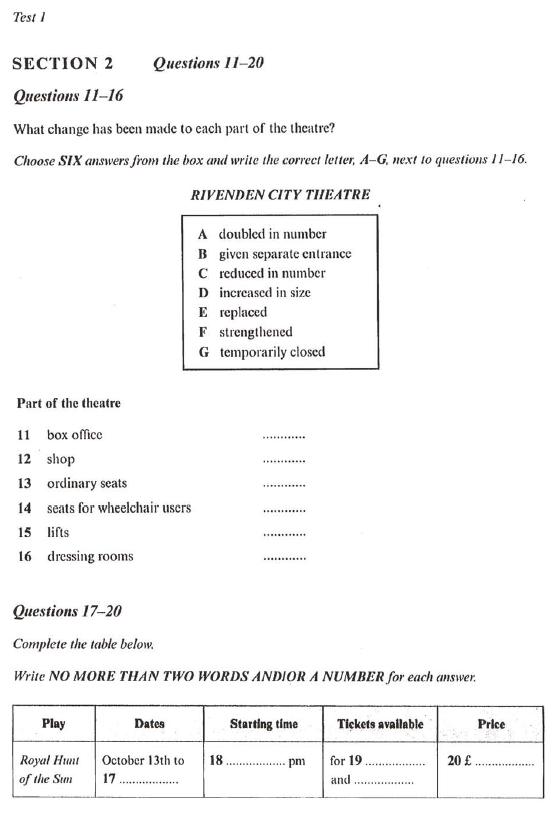 Test 1
SECTION 2 Questions 11–20
Questions 11–16
What change has been made to each part of the theatre?
Choose SIX answers from the box and write the correct letter, A–G, next to questions 11–16.
RIVENDEN CITY THEATRE
A doubled in number
B given separate entrance
C reduced in number
D increased in size
E replaced
F strengthened
G temporarily closed
Part of the theatre
11 box office ............
12 shop ............
13 ordinary seats ............
14 seats for wheelchair users ............
15 lifts ............
16 dressing rooms ............
Questions 17–20
Complete the table below.
Write NO MORE THAN TWO WORDS AND/OR A NUMBER for each answer.
Play Dates Starting time Tickets available Price
Royal Hunt October 13th to 18 .................. pm for 19 .................. 20 £ ..................
of the Sun 17 .................. and ..................